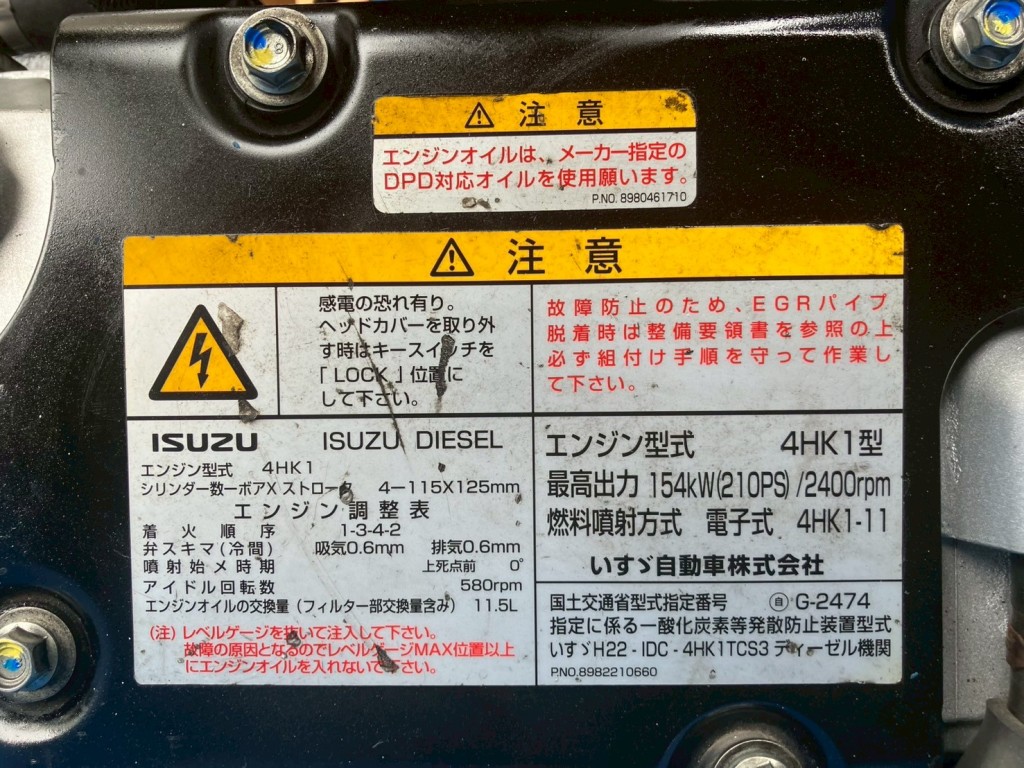 ⚠ 注意
エンジンオイルは、メーカー指定の
DPD対応オイルを使用願います。
P.NO. 8980461710
⚠ 注意
感電の恐れ有り。
ヘッドカバーを取り外
す時はキースイッチを
「LOCK」位置に
して下さい。
故障防止のため、EGRパイプ
脱着時は整備要領書を参照の上
必ず組付け手順を守って作業し
て下さい。
ISUZU ISUZU DIESEL
エンジン型式 4HK1
シリンダー数ーボアX ストローク 4ー115X125mm
エンジン調整表
着火順序 1-3-4-2
弁スキマ(冷間) 吸気0.6mm 排気0.6mm
噴射始メ時期 上死点前 0°
アイドル回転数 580rpm
エンジンオイルの交換量(フィルター部交換量含み) 11.5L
(注) レベルゲージを抜いて注入して下さい。
故障の原因となるのでレベルゲージMAX位置以上
にエンジンオイルを入れないで下さい。
エンジン型式 4HK1型
最高出力 154kW(210PS) /2400rpm
燃料噴射方式 電子式 4HK1-11
いすゞ自動車株式会社
国土交通省型式指定番号 ㊀自 G-2474
指定に係る一酸化炭素等発散防止装置型式
いすゞH22 - IDC - 4HK1TCS3 ディーゼル機関
P.NO.8982210660